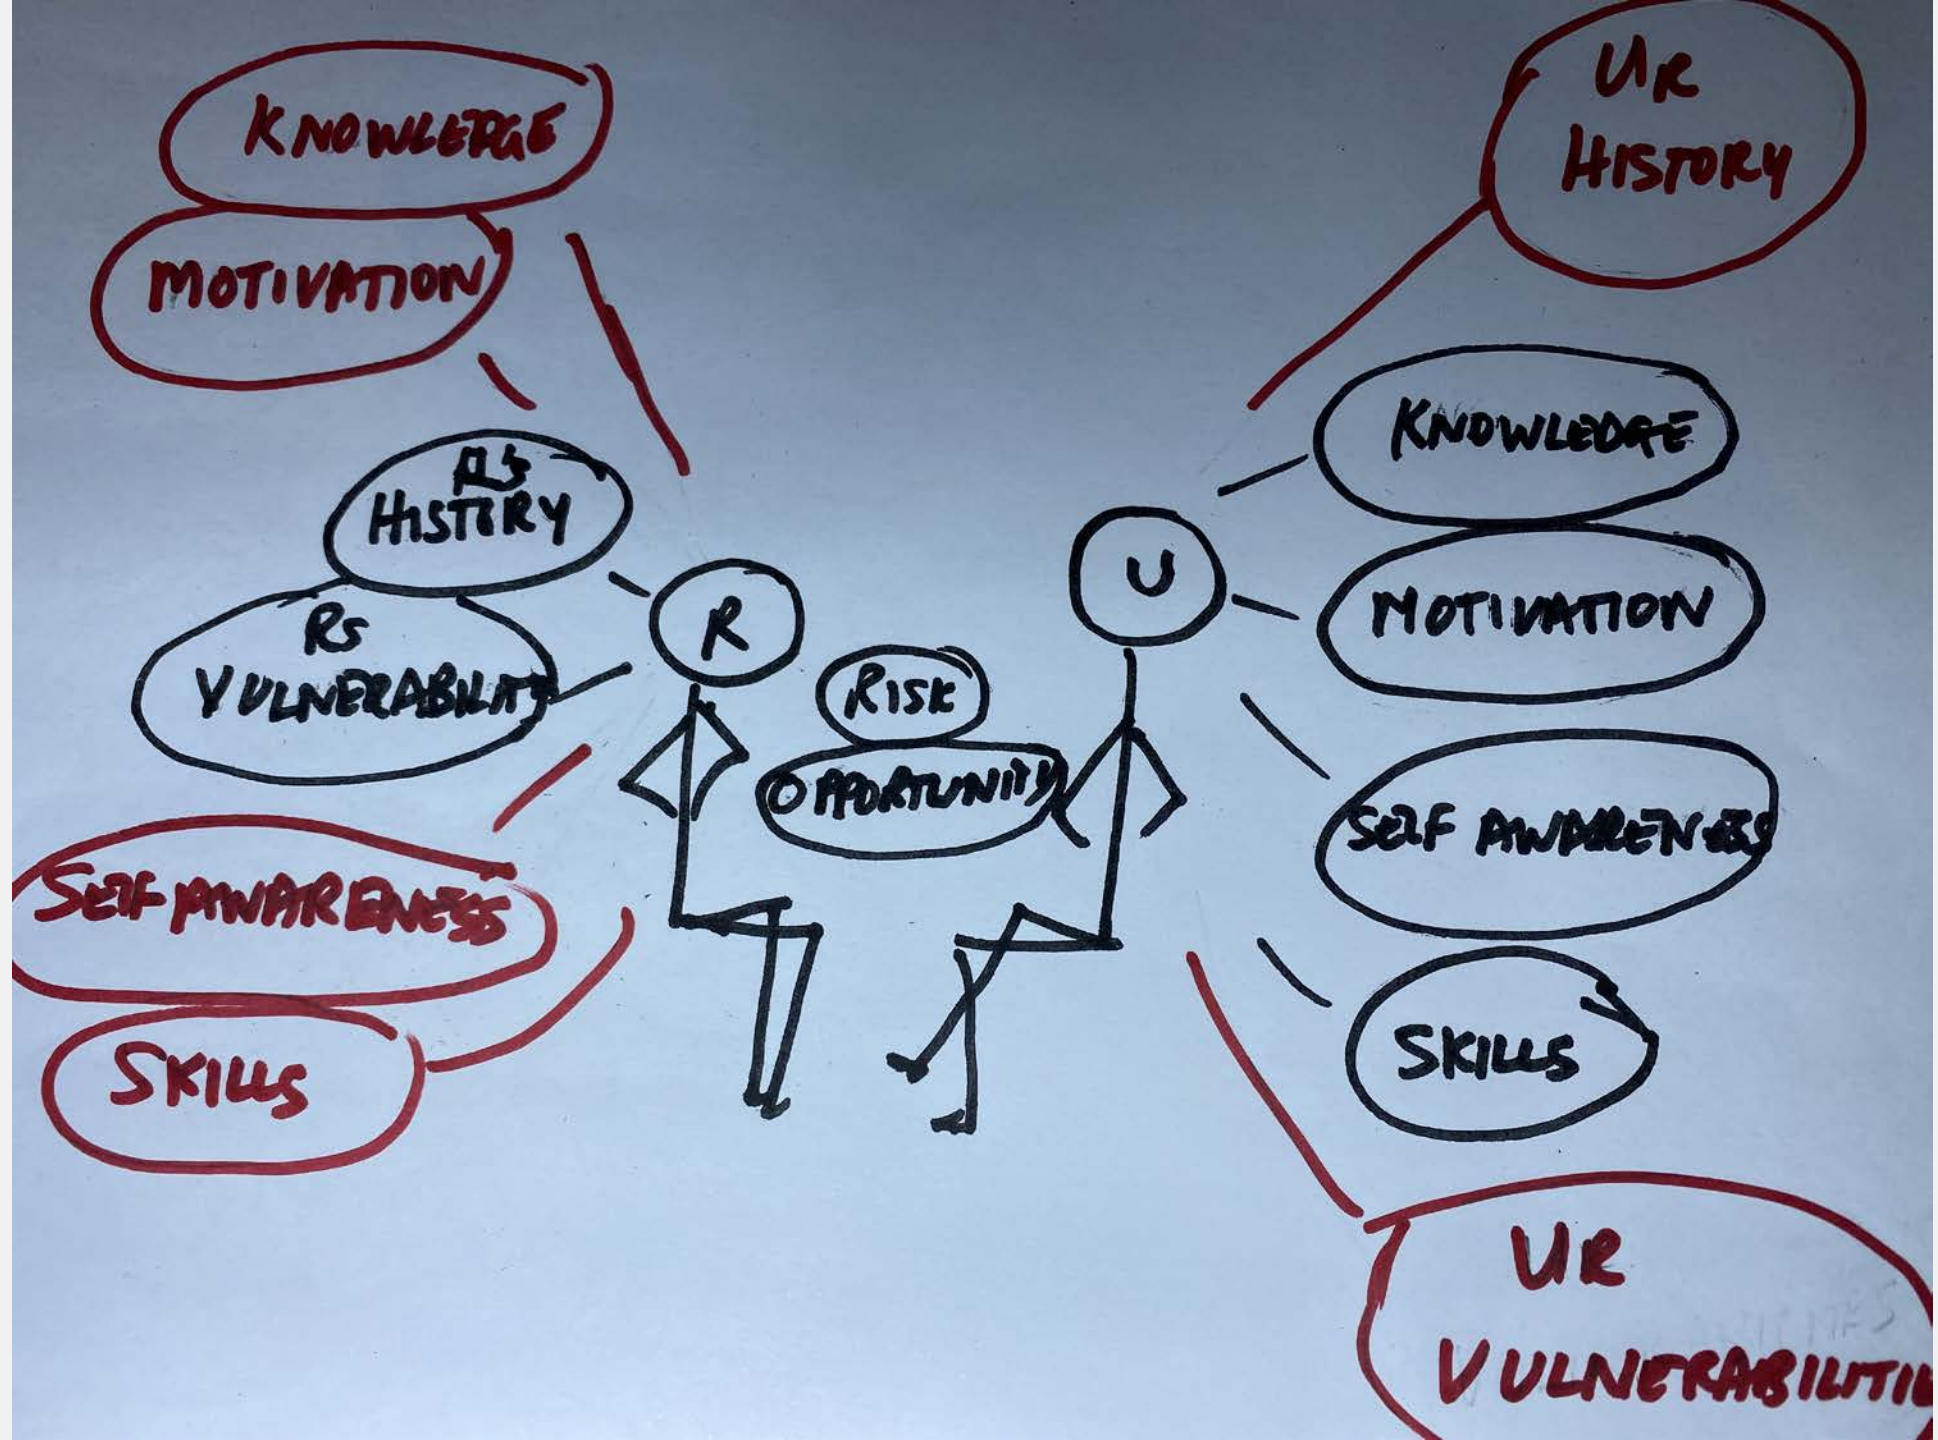 KNOWLEDGE
MOTIVATION
Rs
HISTORY
Rs
VULNERABILITY
SELF AWARENESS
SKILLS
R
RISK
OPPORTUNITY
U
UR
HISTORY
KNOWLEDGE
MOTIVATION
SELF AWARENESS
SKILLS
UR
VULNERABILITIE